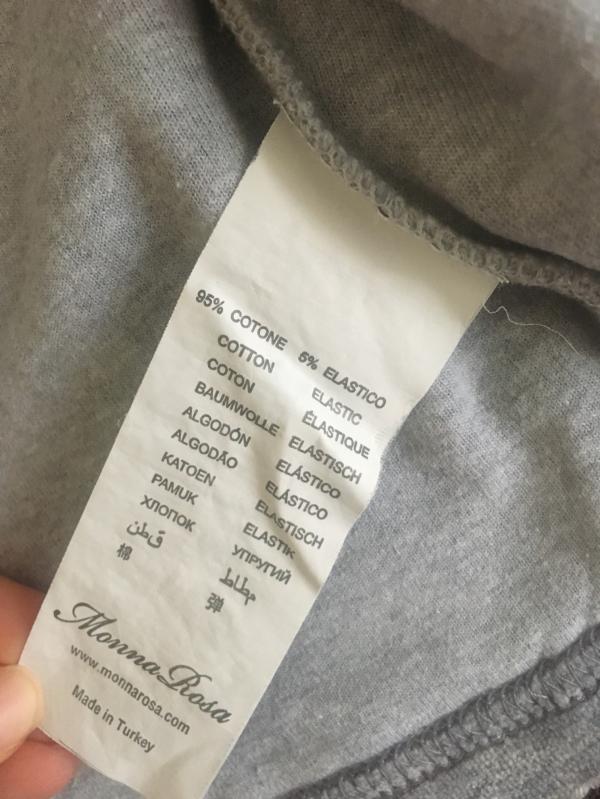 95% COTONE 5% ELASTICO
COTTON ELASTIC
COTON ÉLASTIQUE
BAUMWOLLE ELASTISCH
ALGODÓN ELÁSTICO
ALGODÃO ELÁSTICO
KATOEN ELASTISCH
PAMUK ELASTIK
ХЛОПОК УПРУГИЙ
قطن مطاط
棉 弹
MonnaRosa
www.monnarosa.com
Made in Turkey